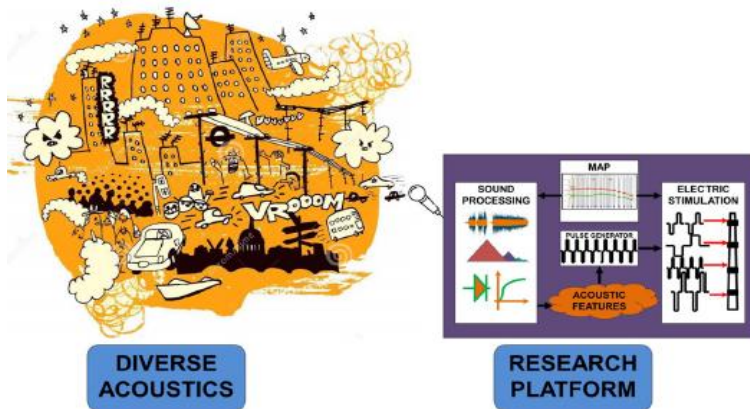 RRRRR
VROOOM
DIVERSE
ACOUSTICS
MAP
SOUND
PROCESSING
ELECTRIC
STIMULATION
PULSE GENERATOR
ACOUSTIC
FEATURES
RESEARCH
PLATFORM